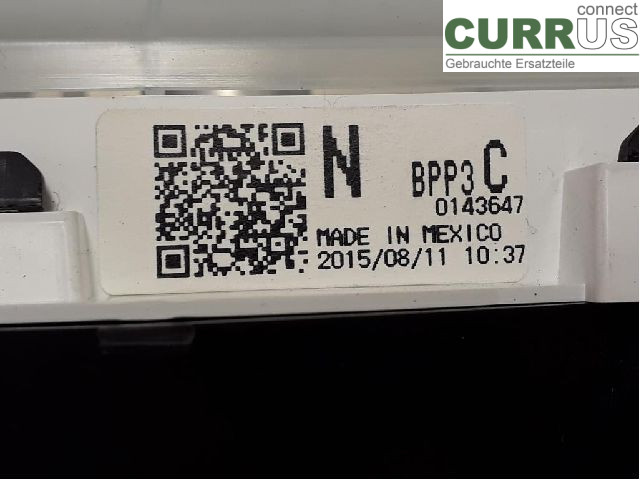 connect
CURRUS
Gebrauchte Ersatzteile
N BPP3 C
0143647
MADE IN MEXICO
2015/08/11 10:37